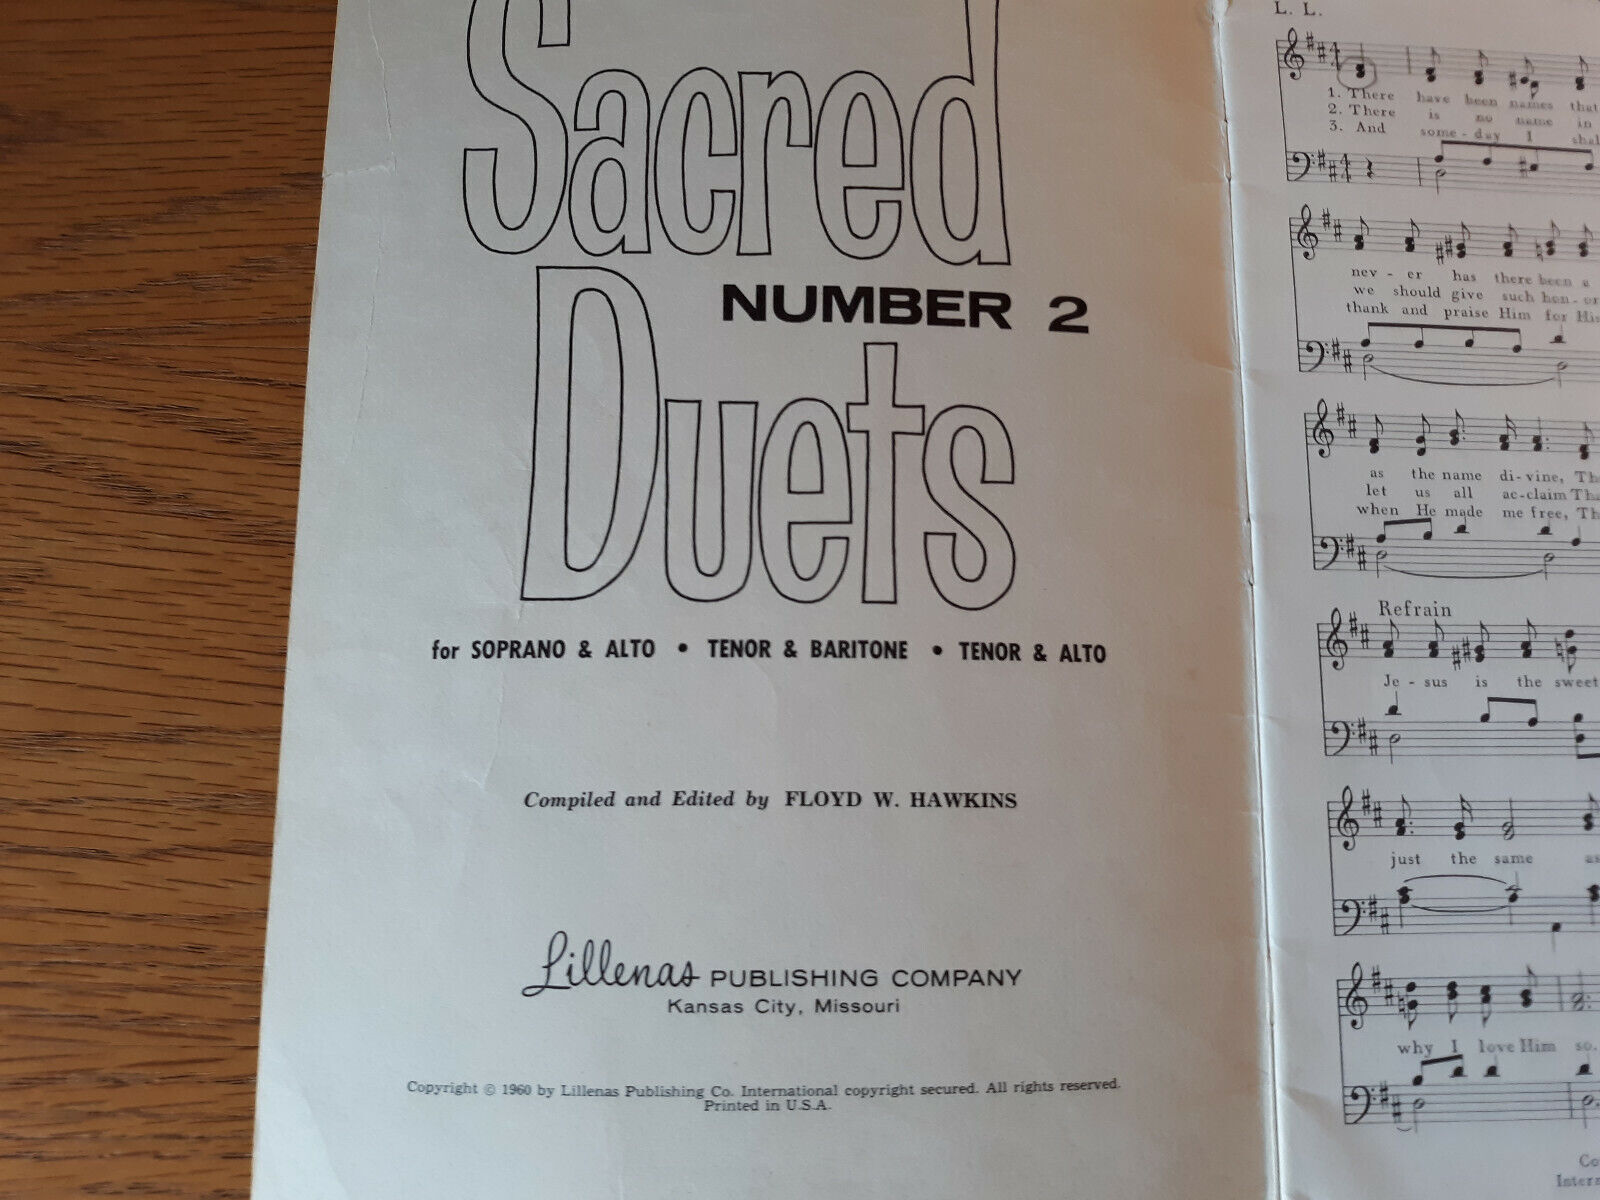 Sacred
NUMBER 2
Duets
for SOPRANO & ALTO • TENOR & BARITONE • TENOR & ALTO
Compiled and Edited by FLOYD W. HAWKINS
Lillenas PUBLISHING COMPANY
Kansas City, Missouri
Copyright © 1960 by Lillenas Publishing Co. International copyright secured. All rights reserved.
Printed in U.S.A.
L. L.
1. There have been names that
2. There is no name in
3. And some-day I
nev - er has there been a
we should give such hon-or
thank and praise Him for His
as the name di-vine,
let us all ac-claim
when He made me free,
Refrain
Je - sus is the sweet
just the same as
why I love Him so.